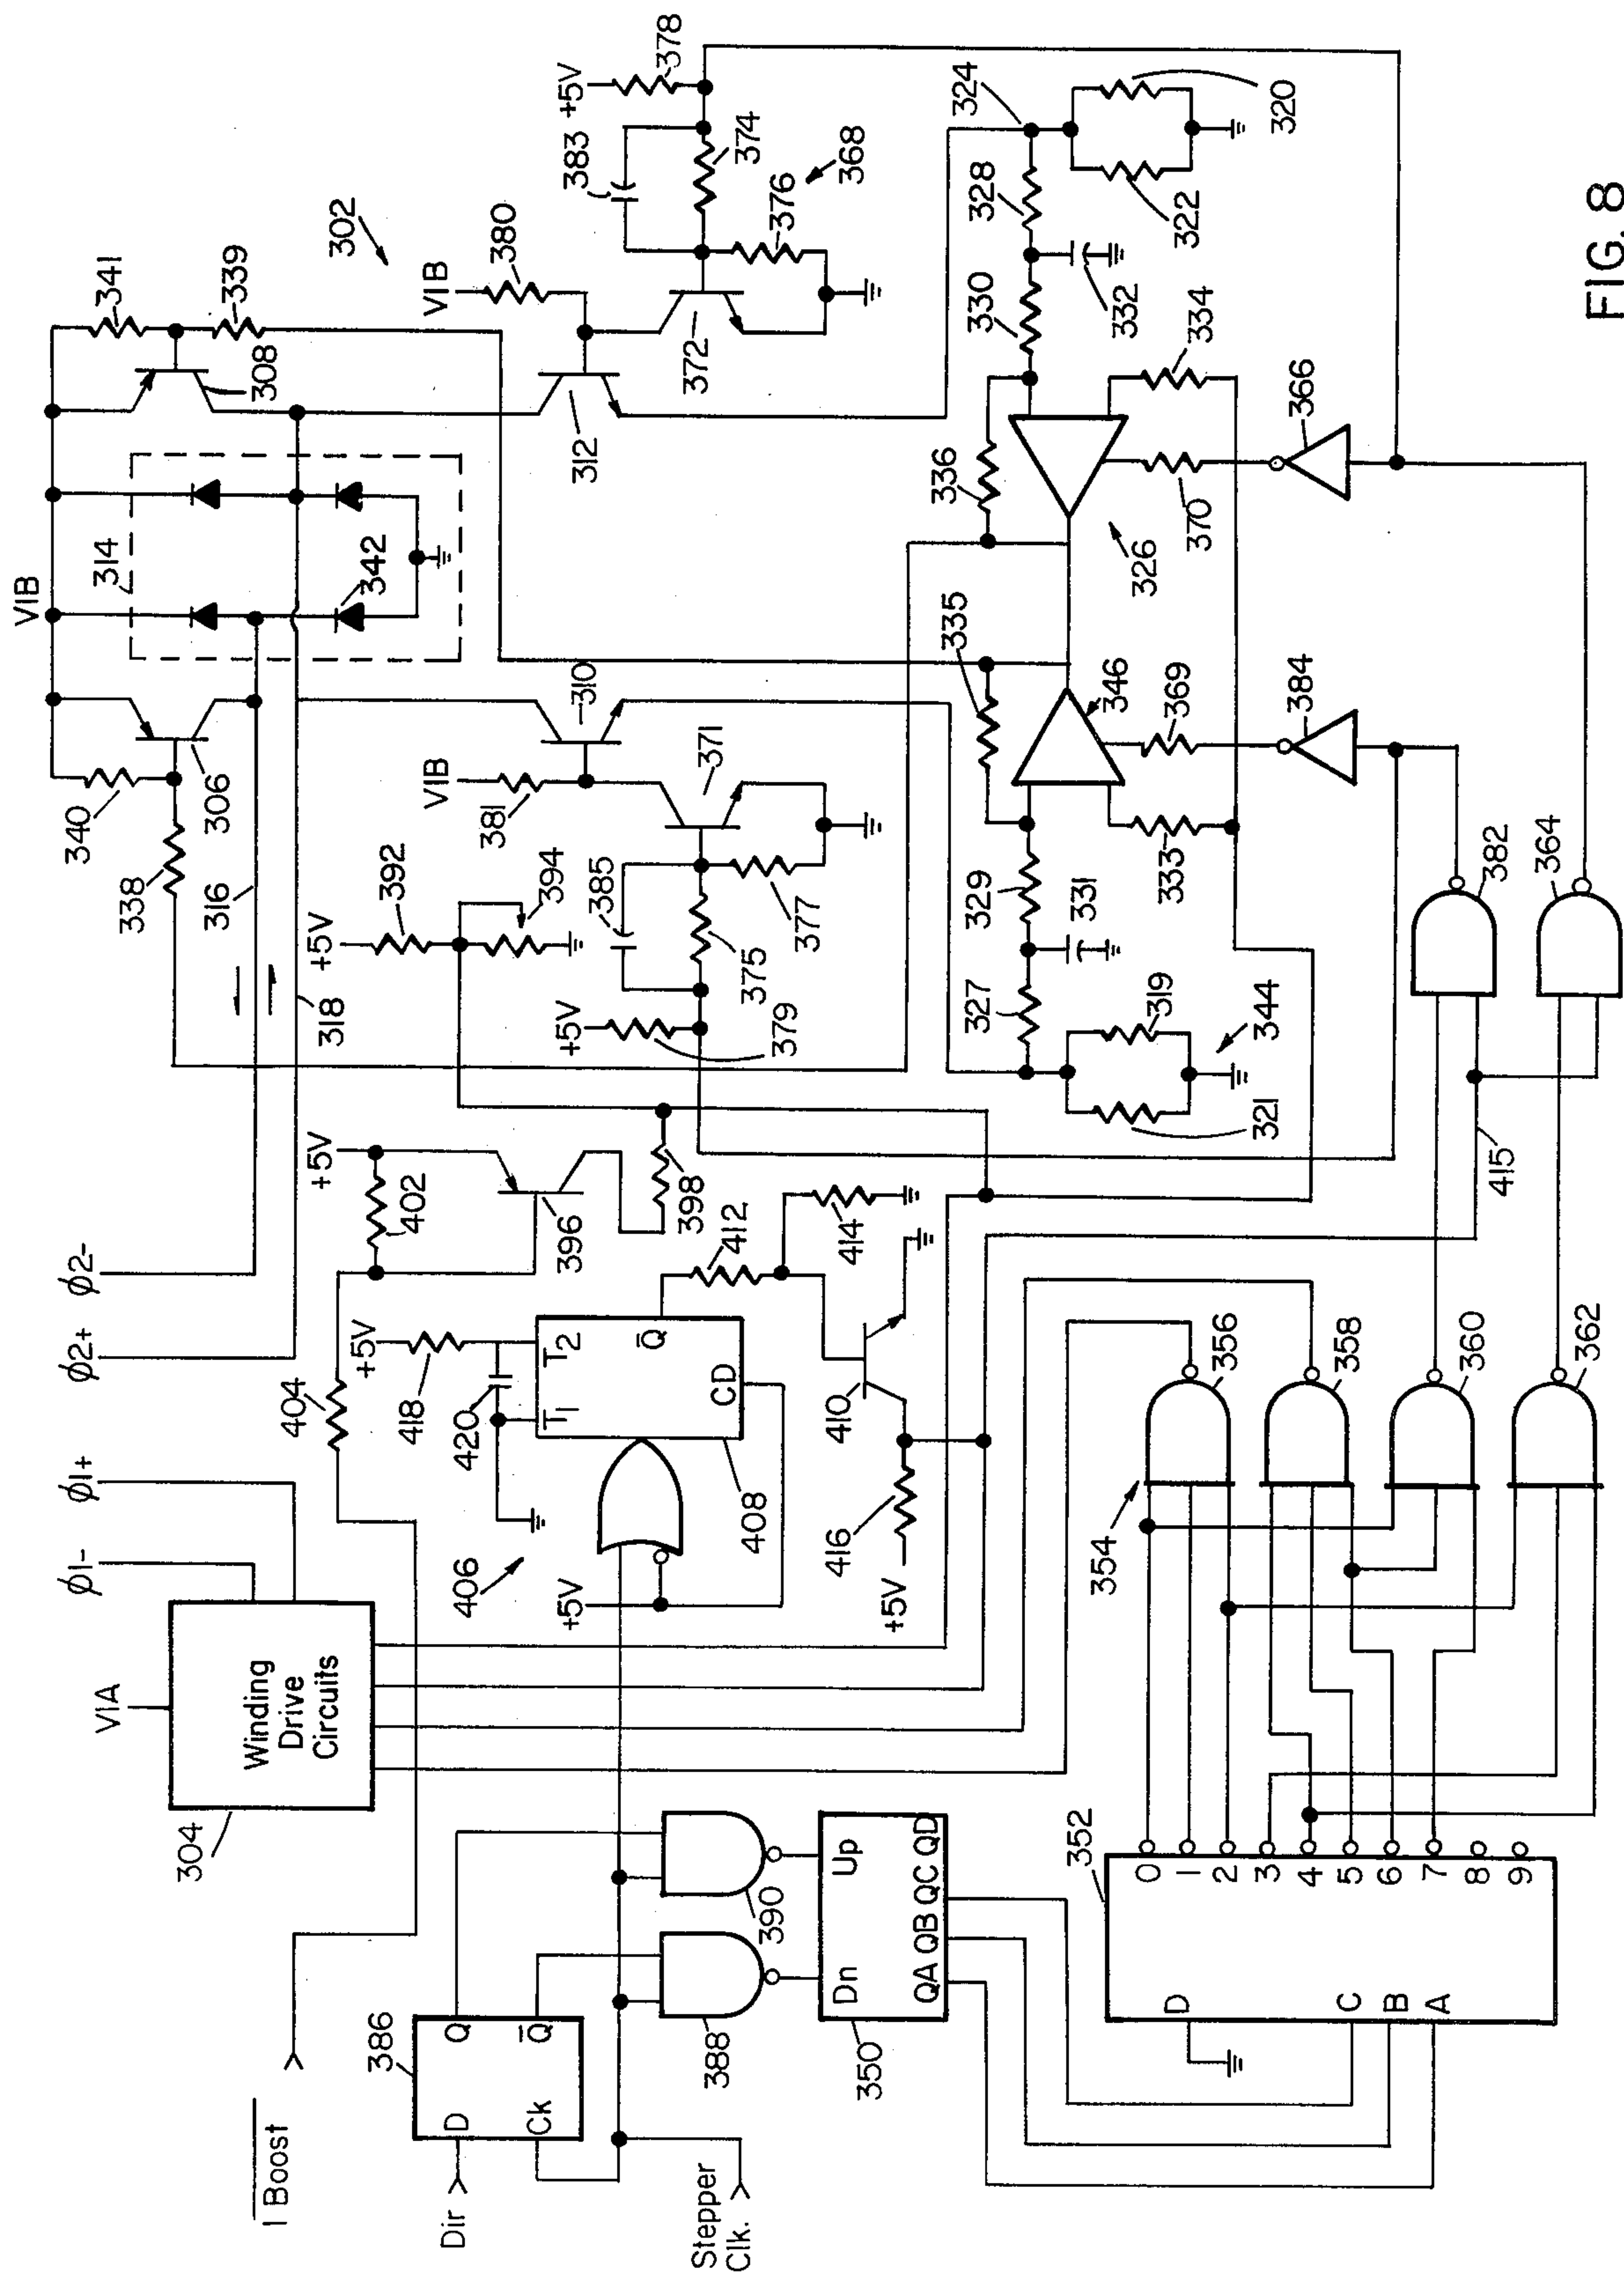 VIB
341
339
308
314
342
302
VIB
380
312
+5V
378
383
374
376
368
372
324
328
330
332
334
336
326
370
366
320
322
340
306
338
316
318
310
VIB
381
371
+5V
392
394
385
375
377
+5V
379
335
346
369
384
329
331
333
327
319
321
344
382
364
415
φ2-
φ2+
φ1+
φ1-
+5V
402
404
396
398
+5V
418
420
T1
T2
Q
CD
408
406
+5V
412
414
410
416
+5V
VIA
Winding
Drive
Circuits
304
354
356
358
360
362
I Boost
Dir
Stepper
Clk.
386
D
Q
Ck
Q
388
390
Dn
Up
QA QB QC QD
350
352
D
C
B
A
0
1
2
3
4
5
6
7
8
9
FIG. 8